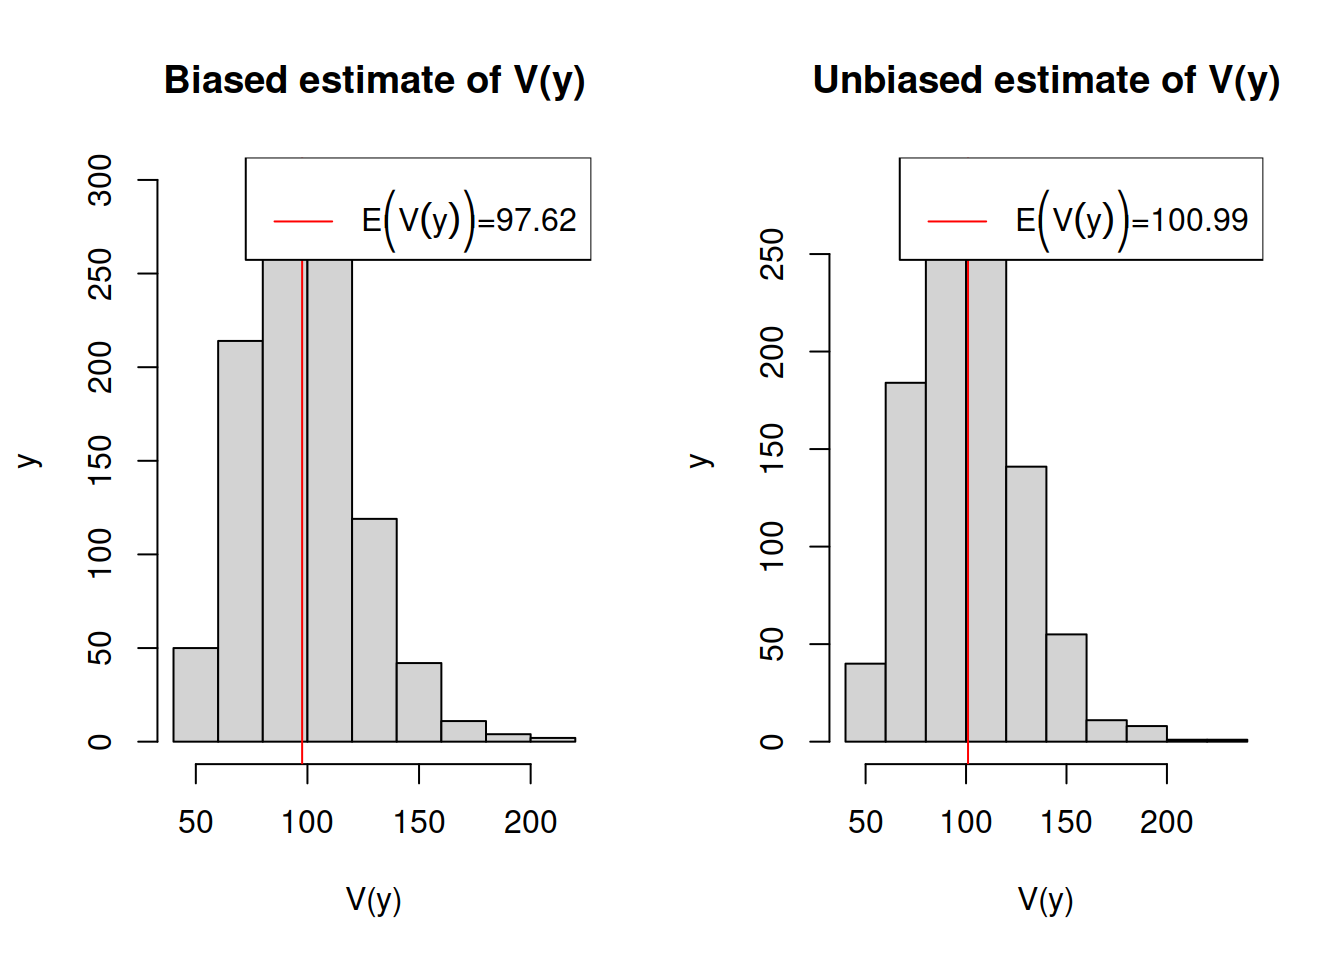 Biased estimate of V(y)
E(V(y))=97.62
300
250
200
150
100
50
0
y
50 100 150 200
V(y)
Unbiased estimate of V(y)
E(V(y))=100.99
250
200
150
100
50
0
y
50 100 150 200
V(y)